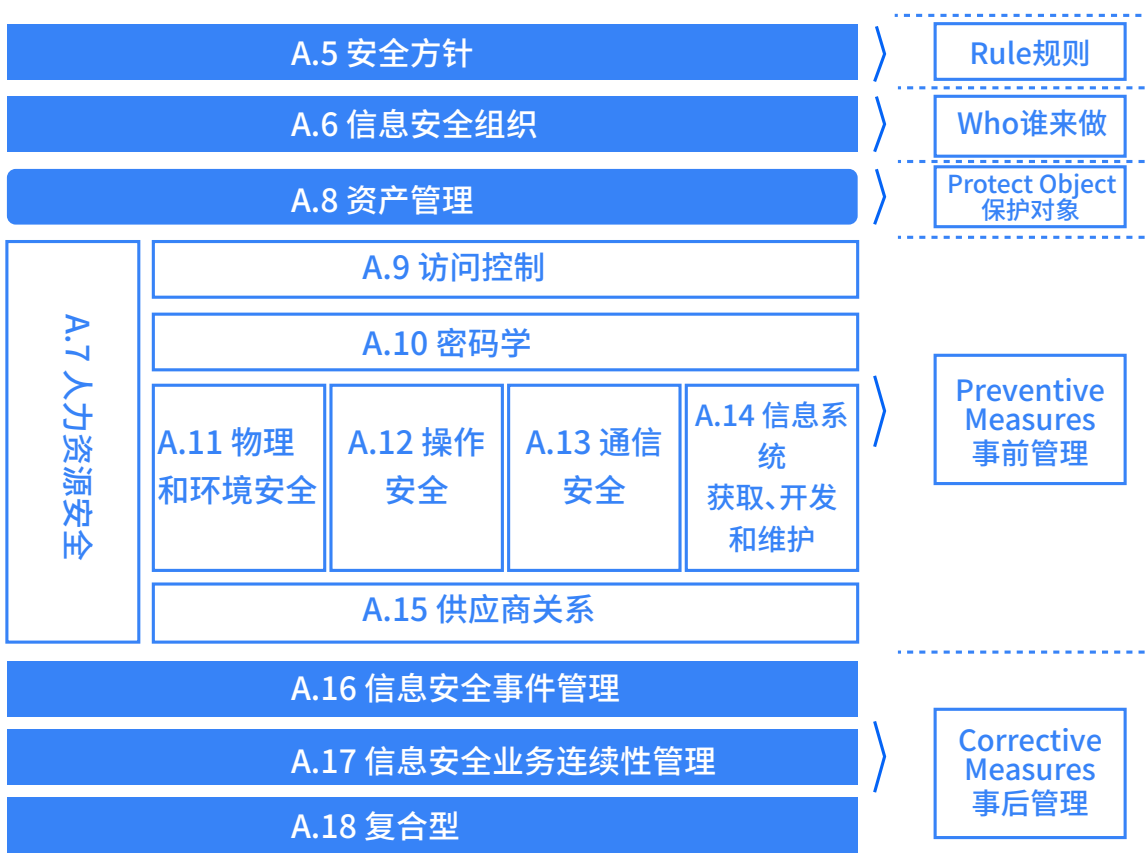 A.5 安全方针
Rule规则
A.6 信息安全组织
Who谁来做
A.8 资产管理
Protect Object
保护对象
A.7 人力资源安全
A.9 访问控制
A.10 密码学
A.11 物理
和环境安全
A.12 操作
安全
A.13 通信
安全
A.14 信息系
统
获取、开发
和维护
A.15 供应商关系
Preventive
Measures
事前管理
A.16 信息安全事件管理
A.17 信息安全业务连续性管理
A.18 复合型
Corrective
Measures
事后管理